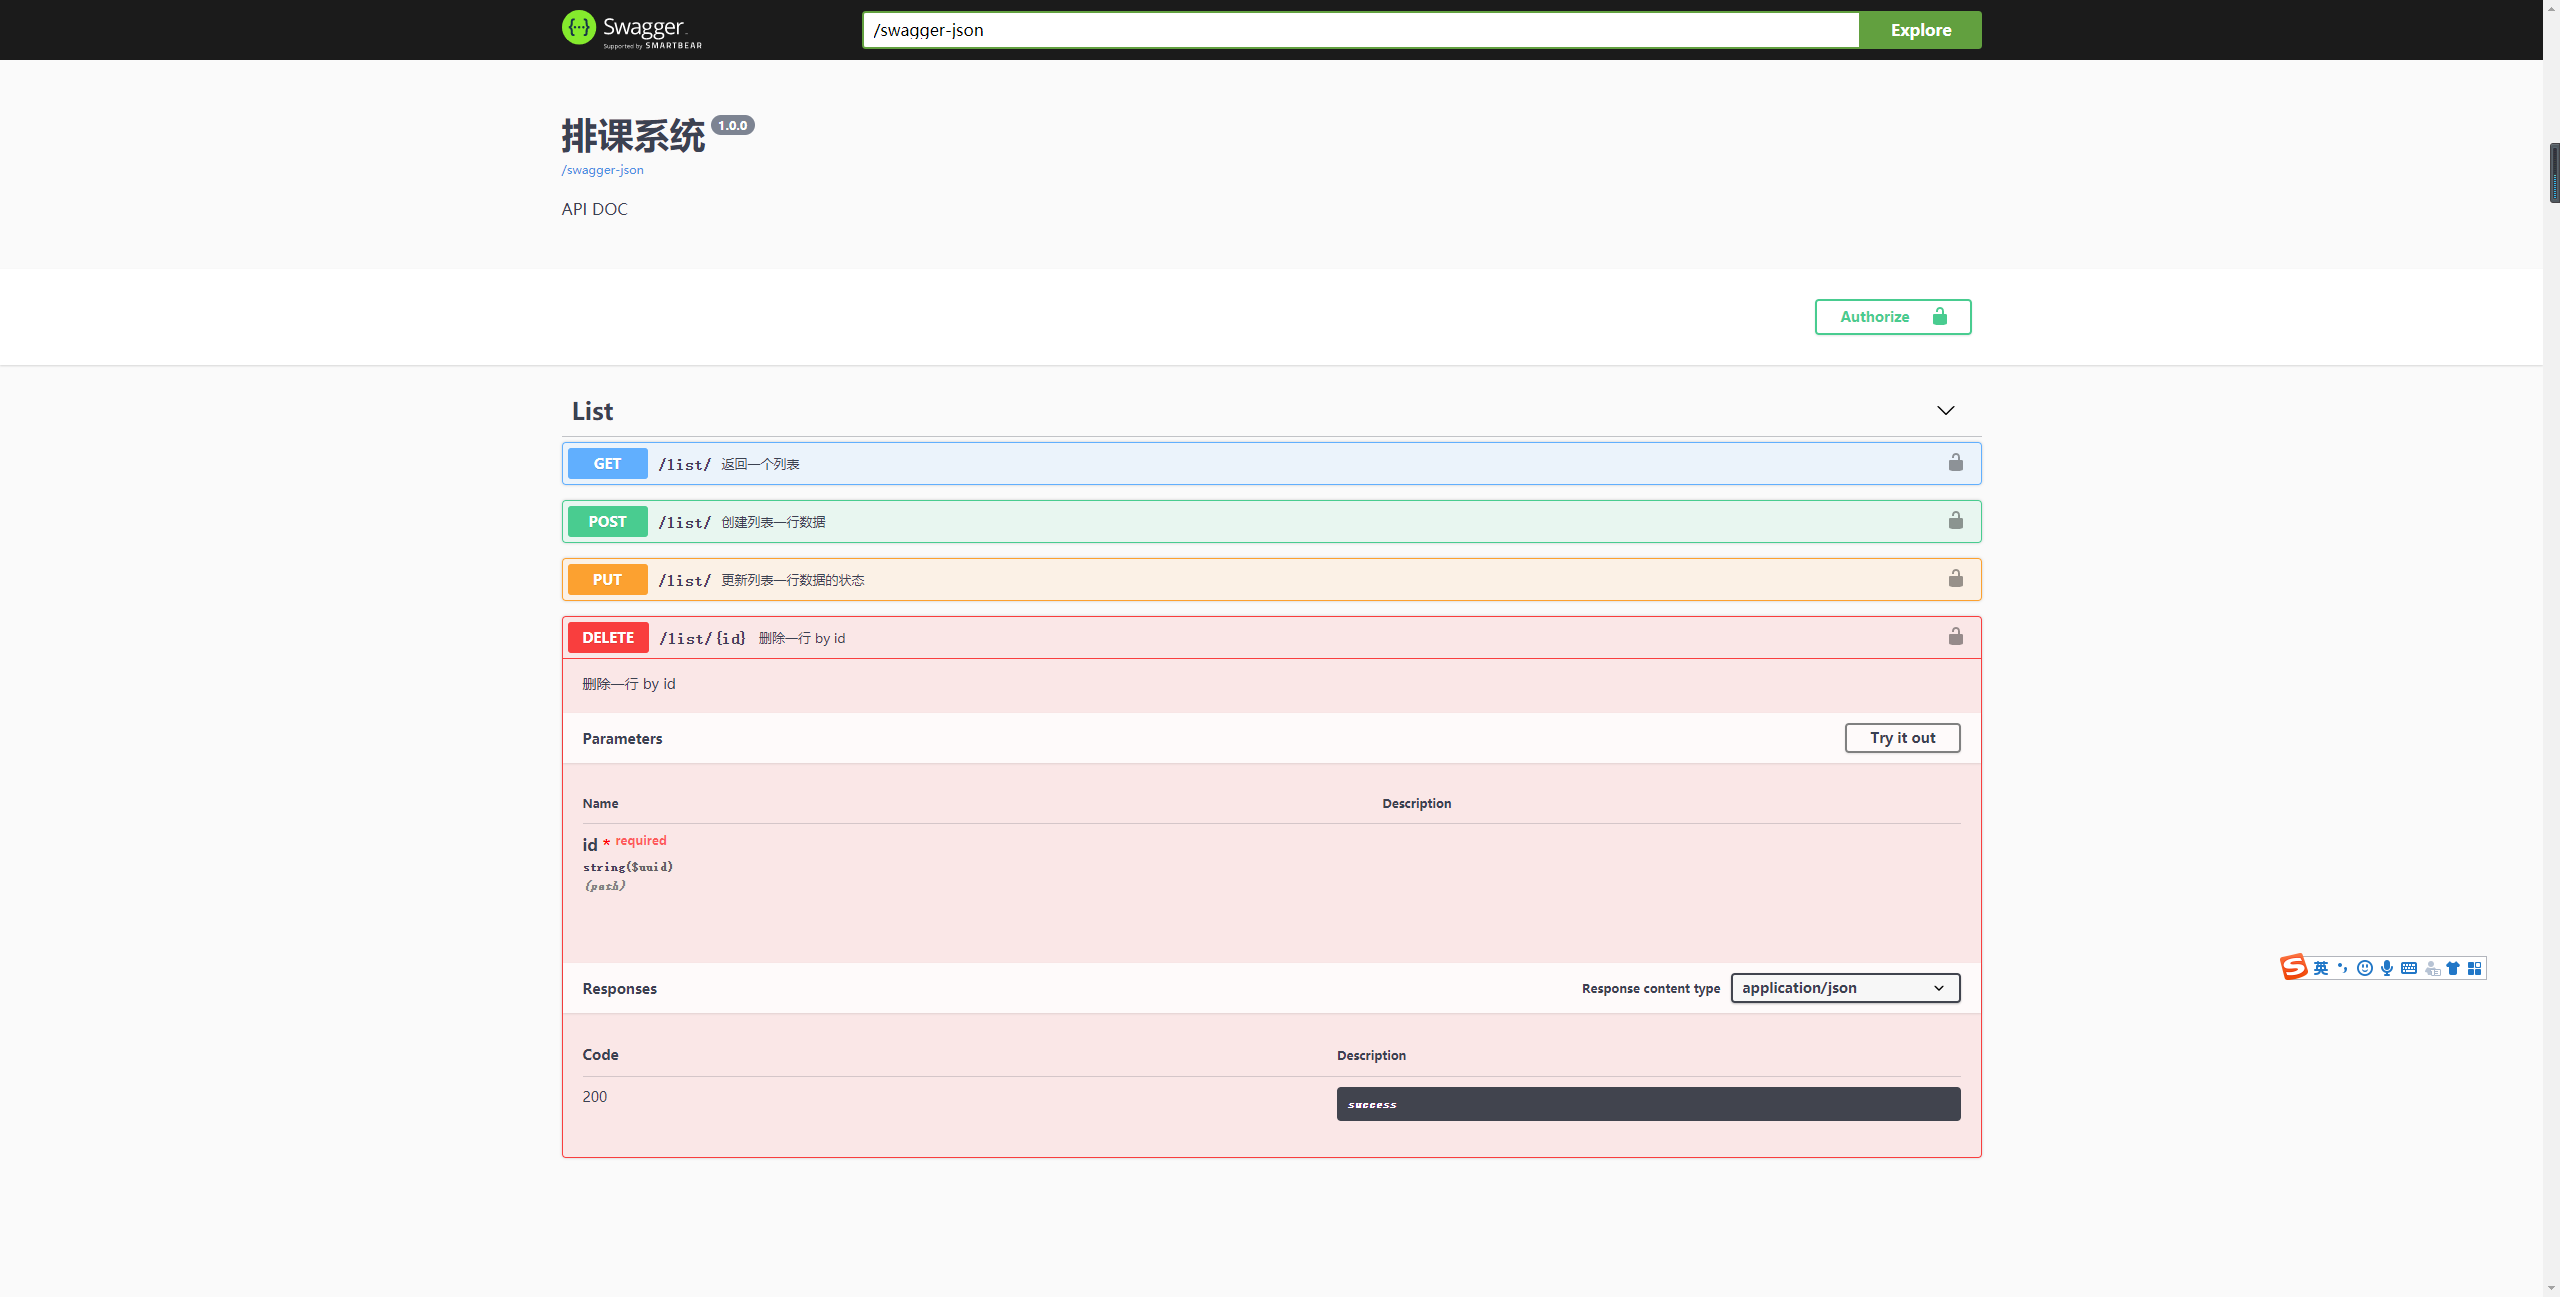 Swagger
Supported by SMARTBEAR
/swagger-json
Explore
排课系统 1.0.0
/swagger-json
API DOC
Authorize
List
GET /list/ 返回一个列表
POST /list/ 创建列表一行数据
PUT /list/ 更新列表一行数据的状态
DELETE /list/{id} 删除一行 by id
删除一行 by id
Parameters
Try it out
Name Description
id * required
string($uuid)
(path)
Responses
Response content type application/json
Code Description
200 success
英